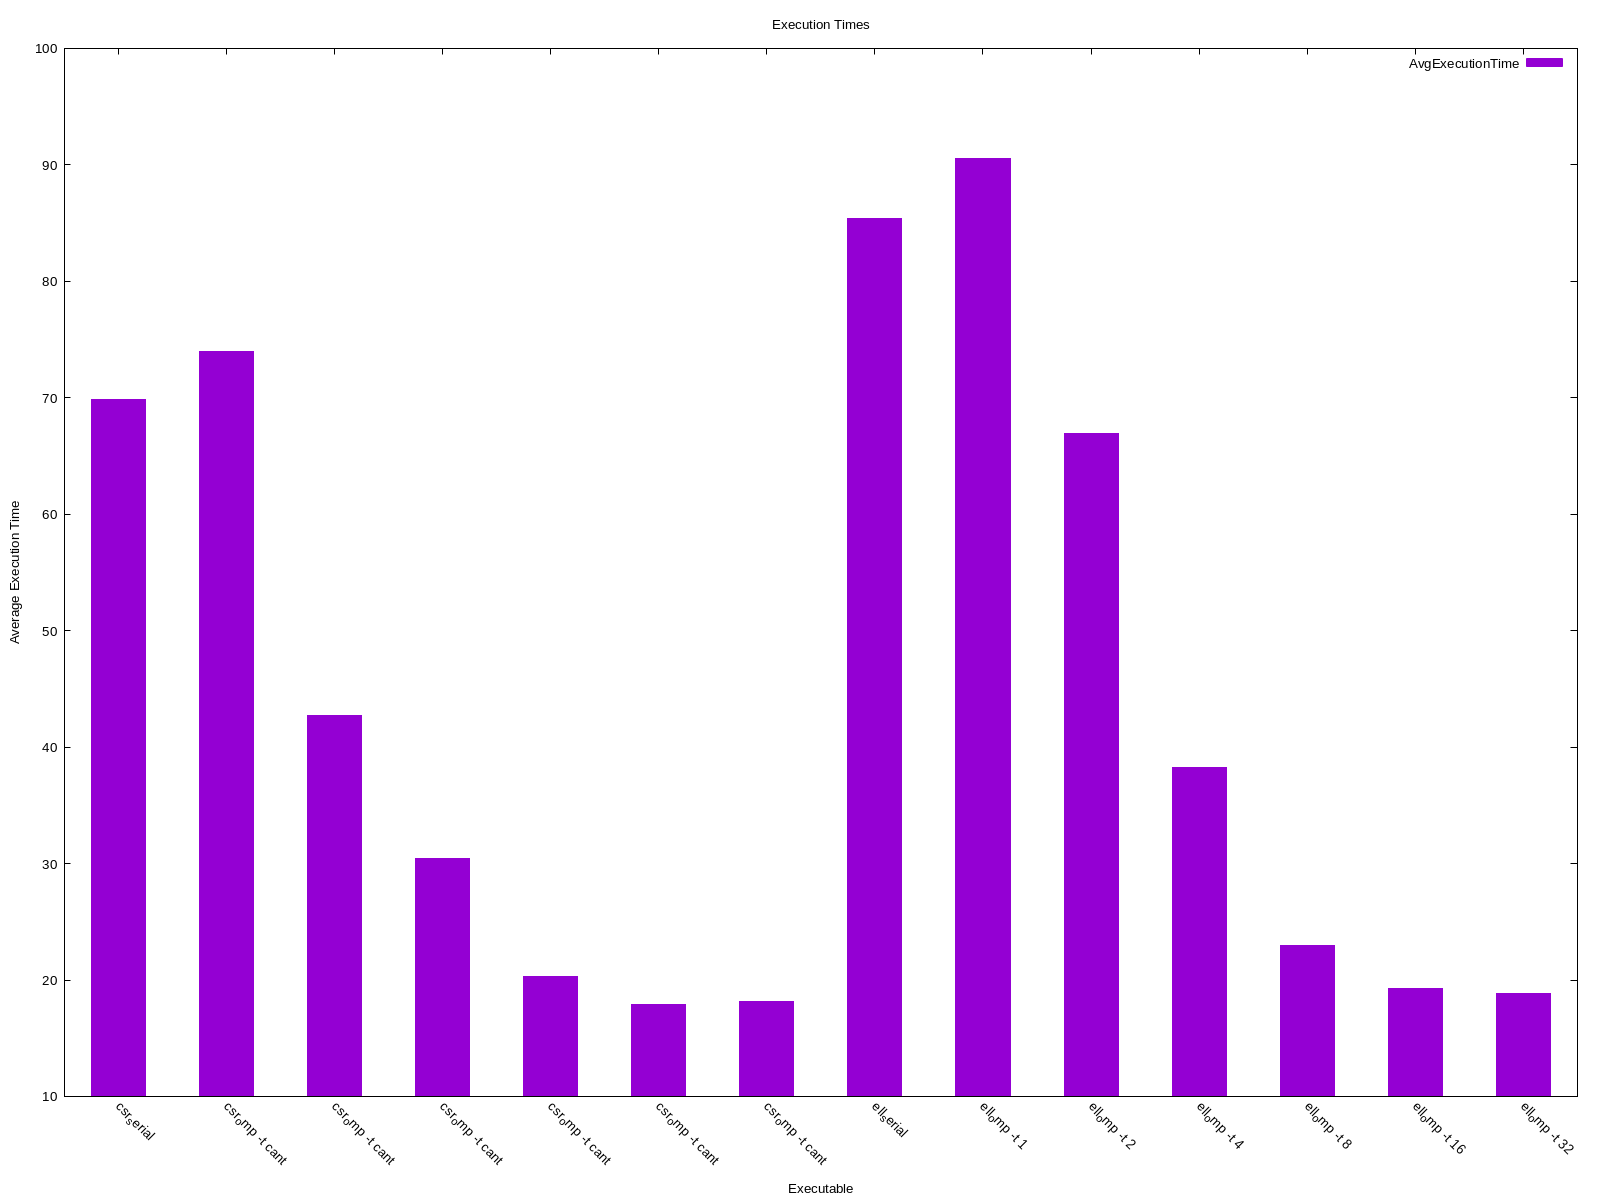 Execution Times
AvgExecutionTime
100
90
80
70
60
50
40
30
20
10
Average Execution Time
csrserial
csromp -t cant
csromp -t cant
csromp -t cant
csromp -t cant
csromp -t cant
csromp -t cant
ellserial
ellomp -t 1
ellomp -t 2
ellomp -t 4
ellomp -t 8
ellomp -t 16
ellomp -t 32
Executable